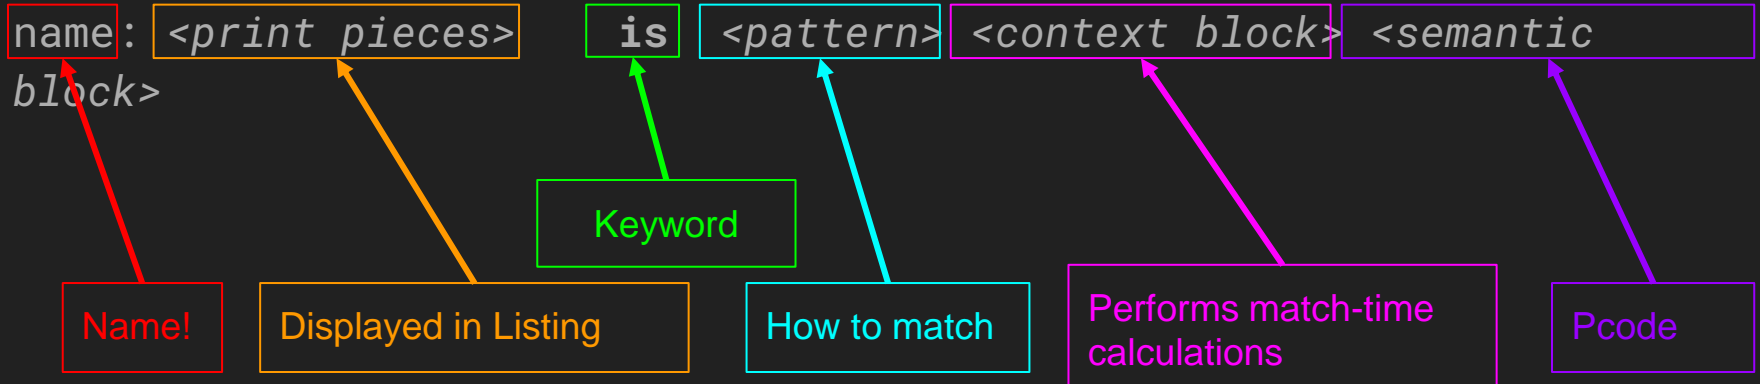 name: <print pieces> is <pattern> <context block> <semantic
block>
Keyword
Name!
Displayed in Listing
How to match
Performs match-time
calculations
Pcode